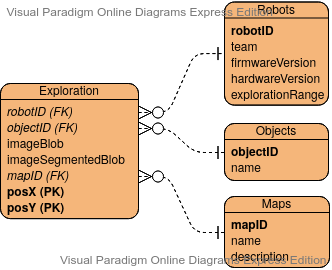 Visual Paradigm Online Diagrams Express Edition
Robots
robotID
team
firmwareVersion
hardwareVersion
explorationRange
Exploration
robotID (FK)
objectID (FK)
imageBlob
imageSegmentedBlob
mapID (FK)
posX (PK)
posY (PK)
Objects
objectID
name
Maps
mapID
name
description
Visual Paradigm Online Diagrams Express Edition